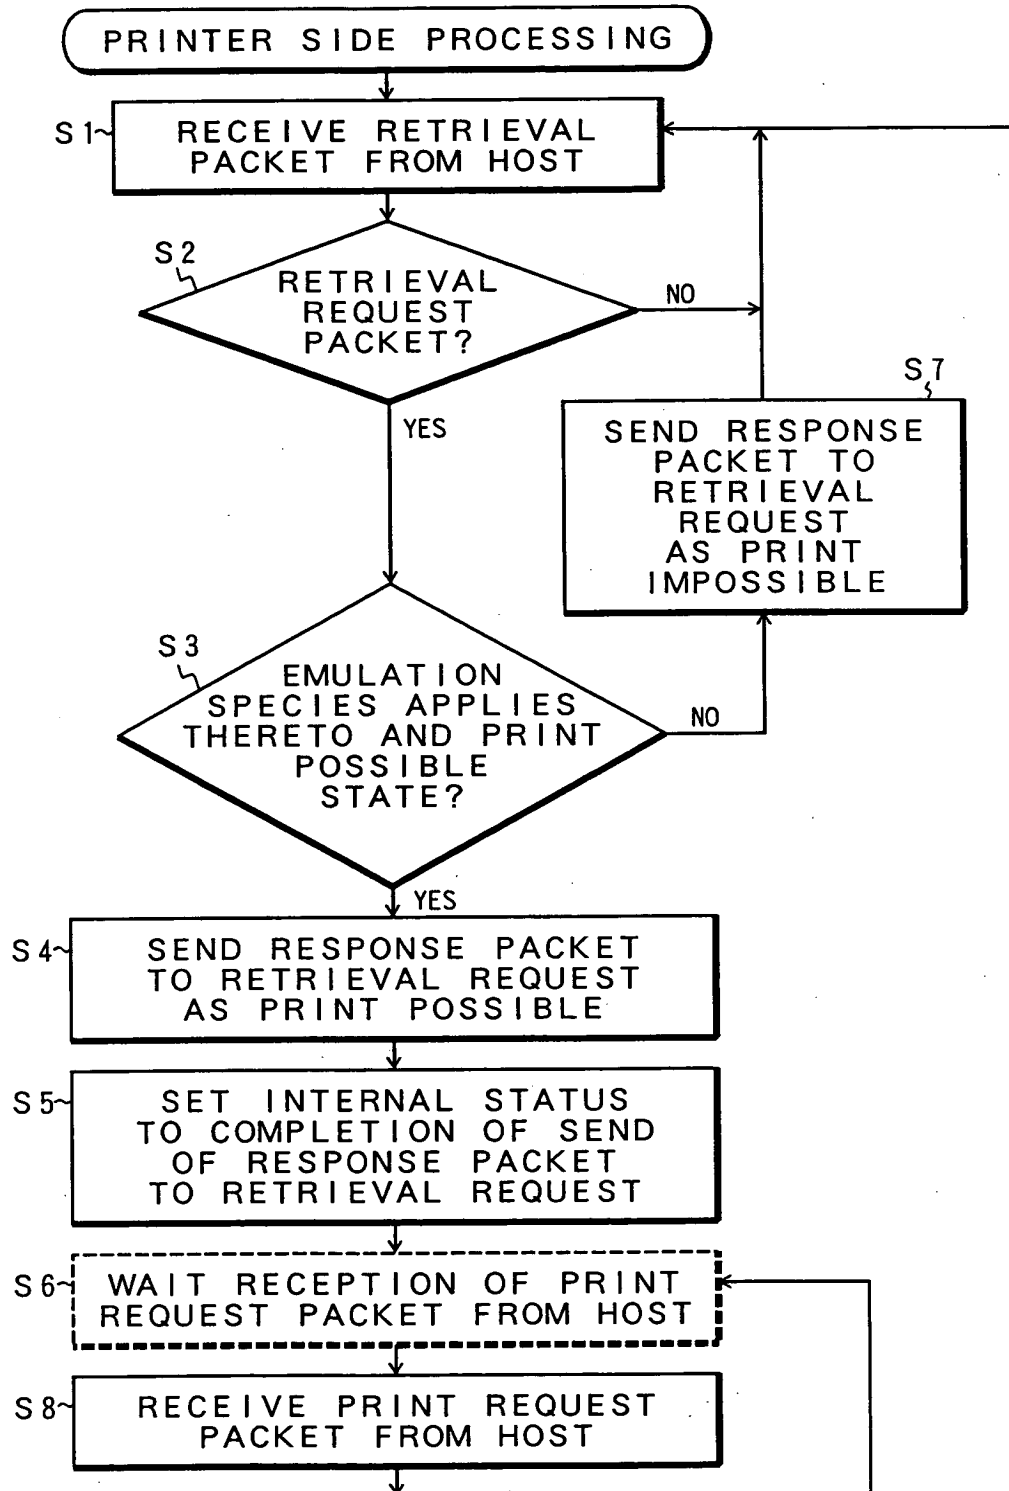 PRINTER SIDE PROCESSING
S1
RECEIVE RETRIEVAL
PACKET FROM HOST
S2
RETRIEVAL
REQUEST
PACKET?
NO
YES
S7
SEND RESPONSE
PACKET TO
RETRIEVAL
REQUEST
AS PRINT
IMPOSSIBLE
S3
EMULATION
SPECIES APPLIES
THERETO AND PRINT
POSSIBLE
STATE?
NO
YES
S4
SEND RESPONSE PACKET
TO RETRIEVAL REQUEST
AS PRINT POSSIBLE
S5
SET INTERNAL STATUS
TO COMPLETION OF SEND
OF RESPONSE PACKET
TO RETRIEVAL REQUEST
S6
WAIT RECEPTION OF PRINT
REQUEST PACKET FROM HOST
S8
RECEIVE PRINT REQUEST
PACKET FROM HOST